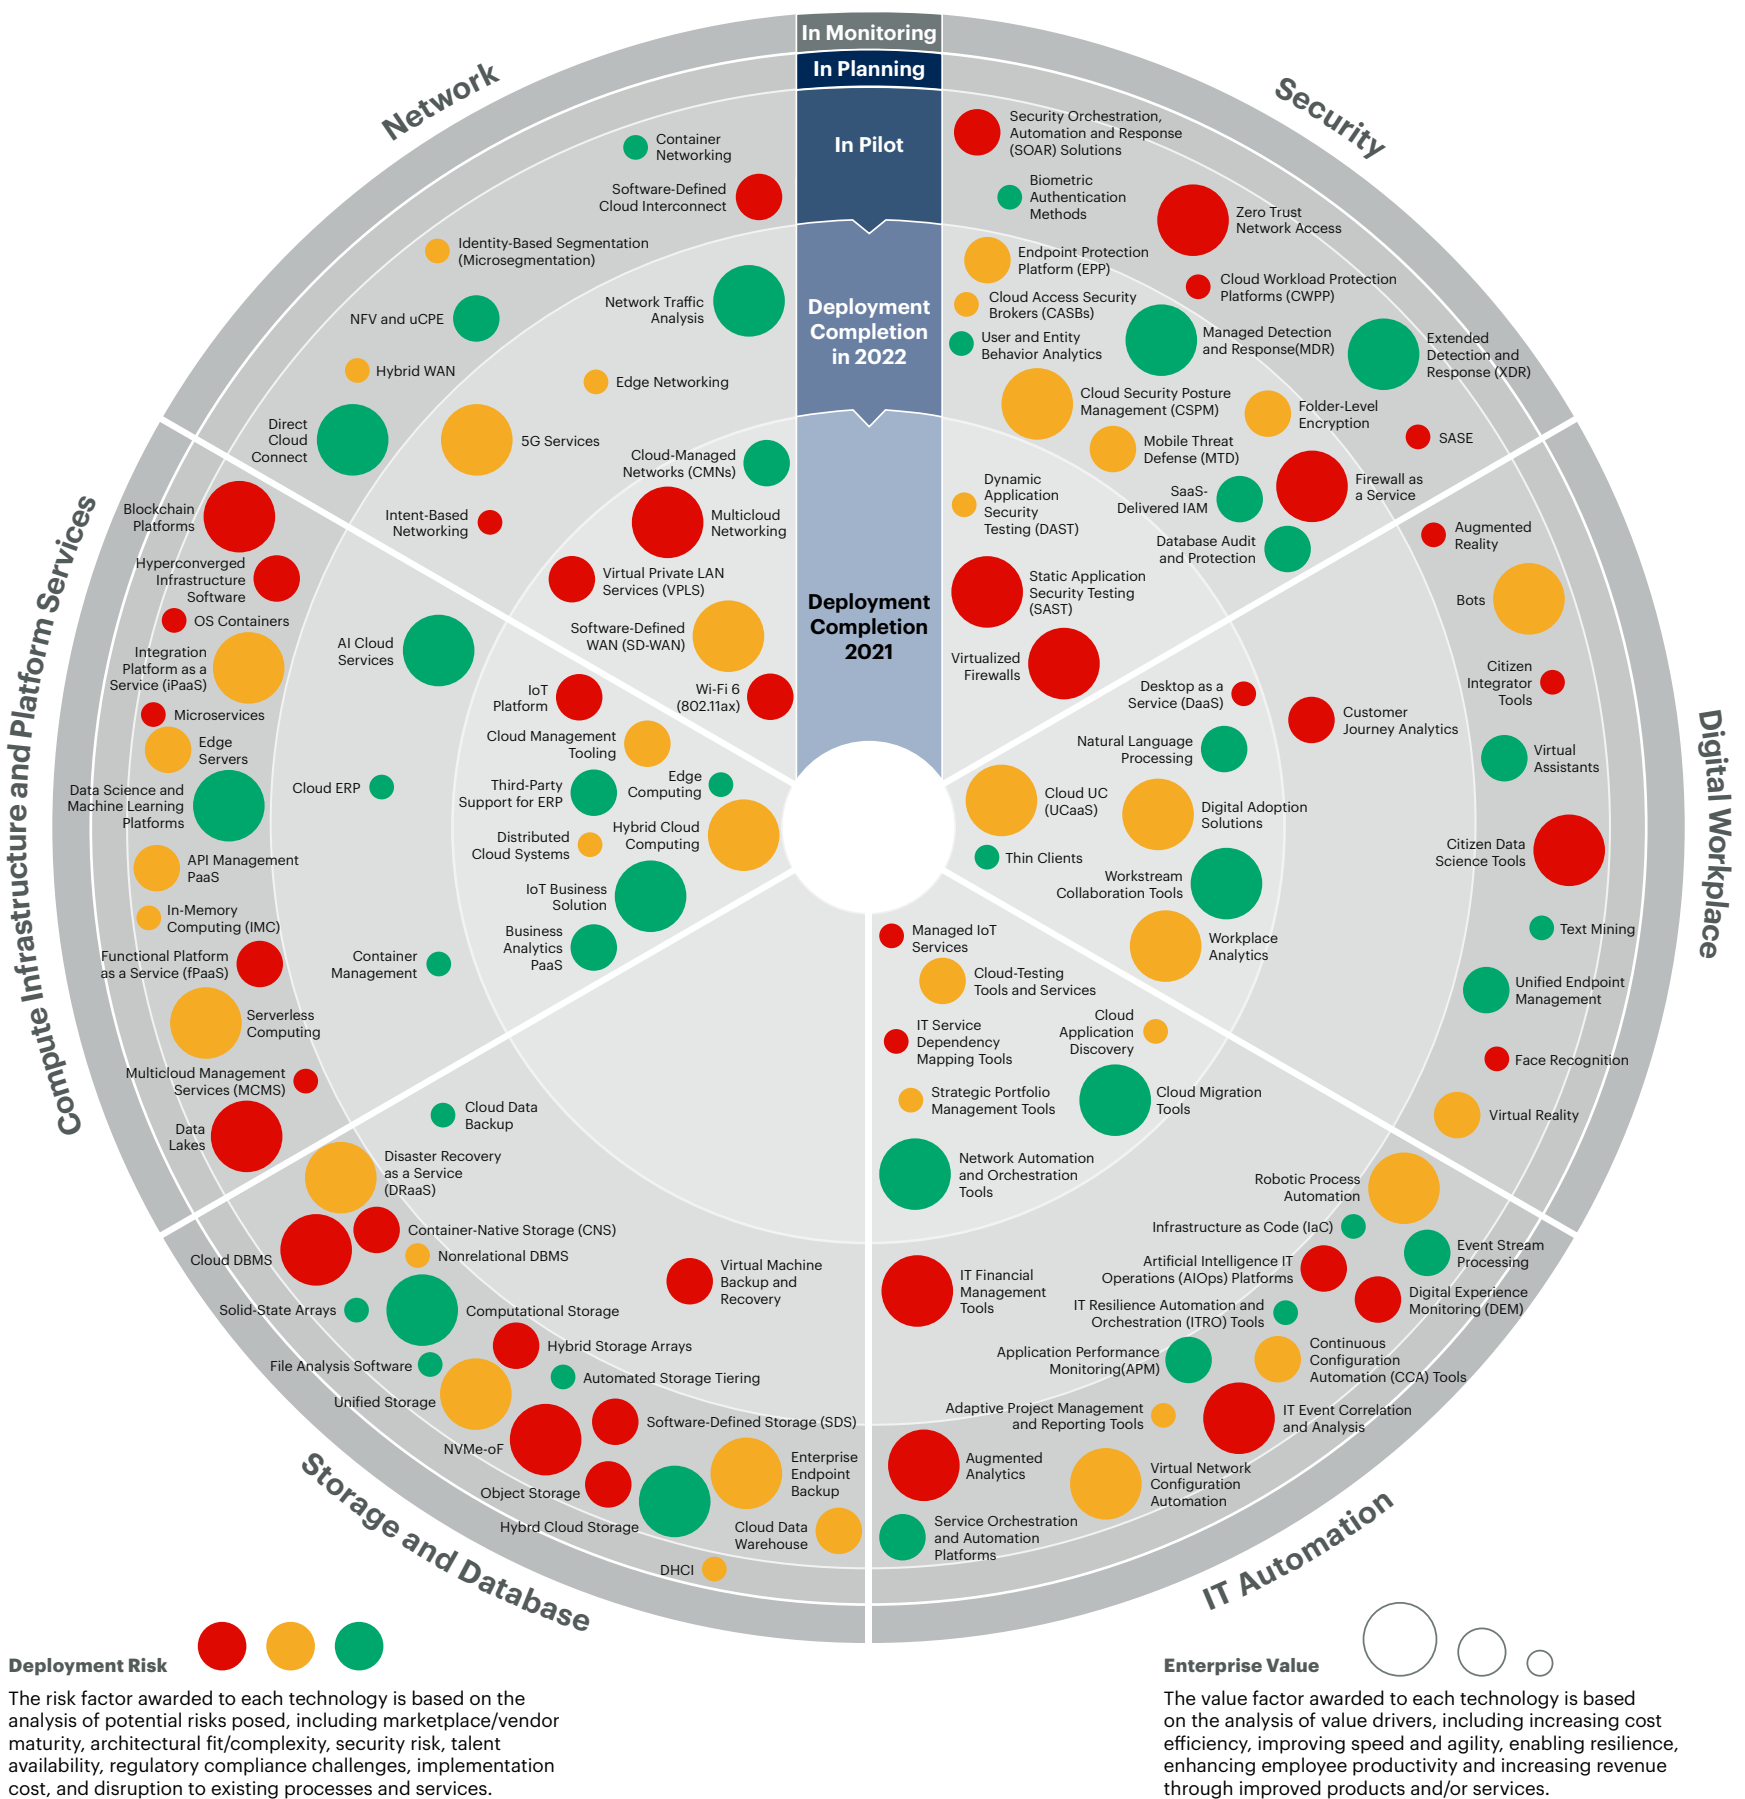 In Monitoring
In Planning
In Pilot
Deployment
Completion
in 2022
Deployment
Completion
2021
Network
Container
Networking
Software-Defined
Cloud Interconnect
Identity-Based Segmentation
(Microsegmentation)
Network Traffic
Analysis
NFV and uCPE
Hybrid WAN
Edge Networking
Direct
Cloud
Connect
5G Services
Cloud-Managed
Networks (CMNs)
Intent-Based
Networking
Multicloud
Networking
Virtual Private LAN
Services (VPLS)
Software-Defined
WAN (SD-WAN)
Wi-Fi 6
(802.11ax)
Security
Security Orchestration,
Automation and Response
(SOAR) Solutions
Biometric
Authentication
Methods
Zero Trust
Network Access
Endpoint Protection
Platform (EPP)
Cloud Workload Protection
Platforms (CWPP)
Cloud Access Security
Brokers (CASBs)
User and Entity
Behavior Analytics
Managed Detection
and Response(MDR)
Extended
Detection and
Response (XDR)
Cloud Security Posture
Management (CSPM)
Folder-Level
Encryption
Mobile Threat
Defense (MTD)
SASE
Dynamic
Application
Security
Testing (DAST)
SaaS-
Delivered IAM
Firewall as
a Service
Database Audit
and Protection
Static Application
Security Testing
(SAST)
Virtualized
Firewalls
Compute Infrastructure and Platform Services
Blockchain
Platforms
Hyperconverged
Infrastructure
Software
OS Containers
Integration
Platform as a
Service (iPaaS)
Microservices
Edge
Servers
Data Science and
Machine Learning
Platforms
API Management
PaaS
In-Memory
Computing (IMC)
Functional Platform
as a Service (fPaaS)
Serverless
Computing
Multicloud Management
Services (MCMS)
Data
Lakes
AI Cloud
Services
Cloud ERP
Container
Management
IoT
Platform
Cloud Management
Tooling
Third-Party
Support for ERP
Edge
Computing
Distributed
Cloud Systems
Hybrid Cloud
Computing
IoT Business
Solution
Business
Analytics
PaaS
Digital Workplace
Augmented
Reality
Bots
Citizen
Integrator
Tools
Desktop as a
Service (DaaS)
Customer
Journey Analytics
Natural Language
Processing
Virtual
Assistants
Cloud UC
(UCaaS)
Digital Adoption
Solutions
Thin Clients
Citizen Data
Science Tools
Workstream
Collaboration Tools
Workplace
Analytics
Text Mining
Unified Endpoint
Management
Face Recognition
Virtual Reality
Storage and Database
Cloud Data
Backup
Disaster Recovery
as a Service
(DRaaS)
Container-Native Storage (CNS)
Cloud DBMS
Nonrelational DBMS
Virtual Machine
Backup and
Recovery
Solid-State Arrays
Computational Storage
Hybrid Storage Arrays
File Analysis Software
Automated Storage Tiering
Unified Storage
Software-Defined Storage (SDS)
NVMe-oF
Enterprise
Endpoint
Backup
Object Storage
Hybrd Cloud Storage
Cloud Data
Warehouse
DHCI
IT Automation
Managed IoT
Services
Cloud-Testing
Tools and Services
IT Service
Dependency
Mapping Tools
Cloud
Application
Discovery
Strategic Portfolio
Management Tools
Cloud Migration
Tools
Network Automation
and Orchestration
Tools
Robotic Process
Automation
Infrastructure as Code (IaC)
Event Stream
Processing
Artificial Intelligence IT
Operations (AIOps) Platforms
IT Financial
Management
Tools
Digital Experience
Monitoring (DEM)
IT Resilience Automation and
Orchestration (ITRO) Tools
Application Performance
Monitoring(APM)
Continuous
Configuration
Automation (CCA) Tools
Adaptive Project Management
and Reporting Tools
IT Event Correlation
and Analysis
Augmented
Analytics
Virtual Network
Configuration
Automation
Service Orchestration
and Automation
Platforms
Deployment Risk
The risk factor awarded to each technology is based on the
analysis of potential risks posed, including marketplace/vendor
maturity, architectural fit/complexity, security risk, talent
availability, regulatory compliance challenges, implementation
cost, and disruption to existing processes and services.
Enterprise Value
The value factor awarded to each technology is based
on the analysis of value drivers, including increasing cost
efficiency, improving speed and agility, enabling resilience,
enhancing employee productivity and increasing revenue
through improved products and/or services.